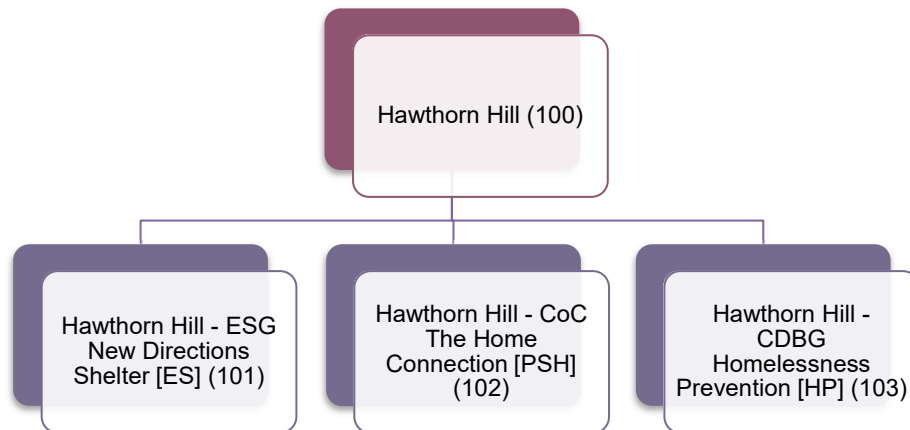 Hawthorn Hill (100)
Hawthorn Hill - ESG
New Directions
Shelter [ES] (101)
Hawthorn Hill - CoC
The Home
Connection [PSH]
(102)
Hawthorn Hill -
CDBG
Homelessness
Prevention [HP] (103)